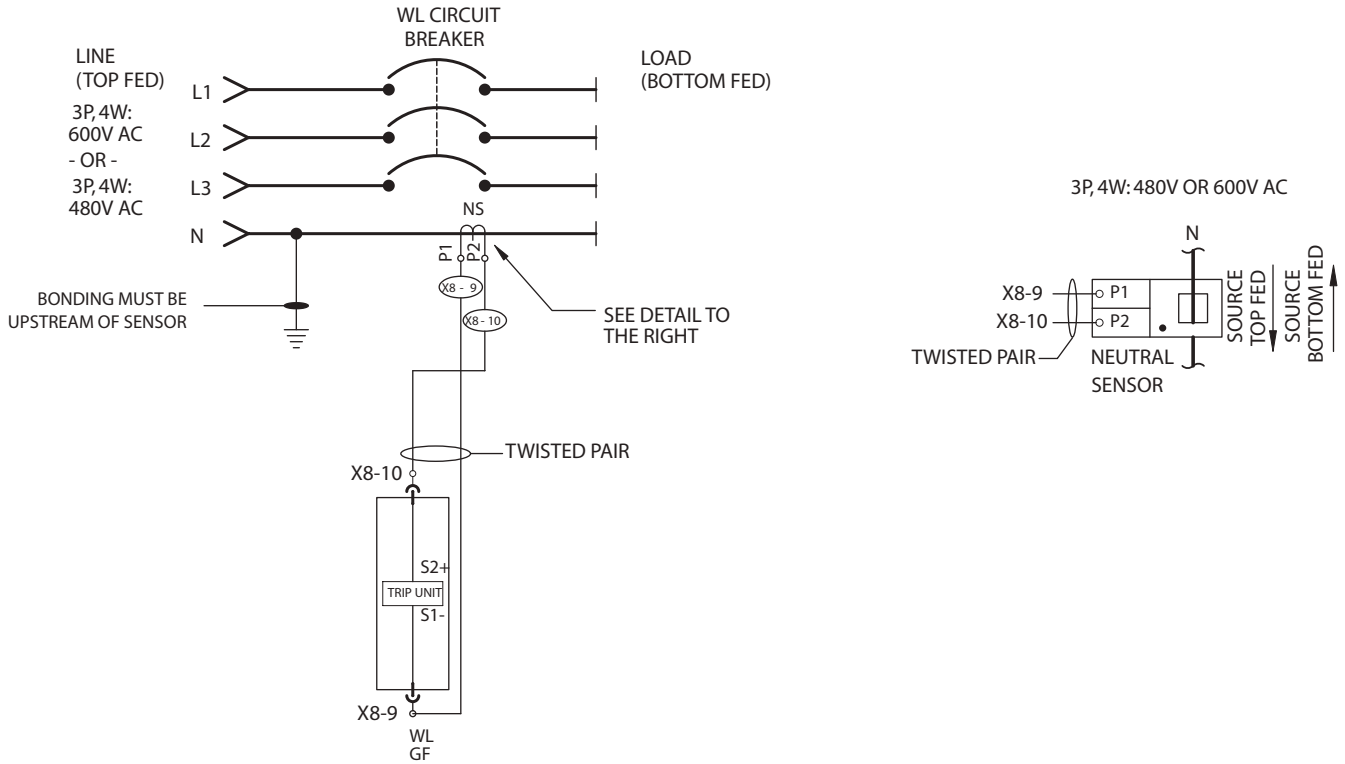 WL CIRCUIT
BREAKER
LINE
(TOP FED)
LOAD
(BOTTOM FED)
L1
3P, 4W:
600V AC
L2
- OR -
3P, 4W:
480V AC
L3
NS
N
P1
P2
X8 - 9
X8 - 10
BONDING MUST BE
UPSTREAM OF SENSOR
SEE DETAIL TO
THE RIGHT
TWISTED PAIR
X8-10
S2+
TRIP UNIT
S1-
X8-9
WL
GF
3P, 4W: 480V OR 600V AC
N
X8-9
P1
X8-10
P2
TWISTED PAIR
NEUTRAL
SENSOR
SOURCE
TOP FED
SOURCE
BOTTOM FED